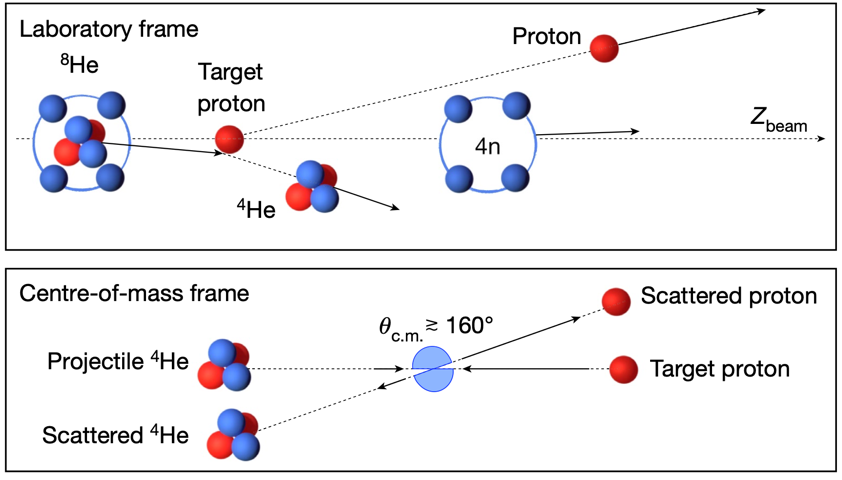 Laboratory frame
⁸He
Target
proton
Proton
Z_beam
4n
⁴He
Centre-of-mass frame
θ_c.m. ≳ 160°
Scattered proton
Projectile ⁴He
Target proton
Scattered ⁴He